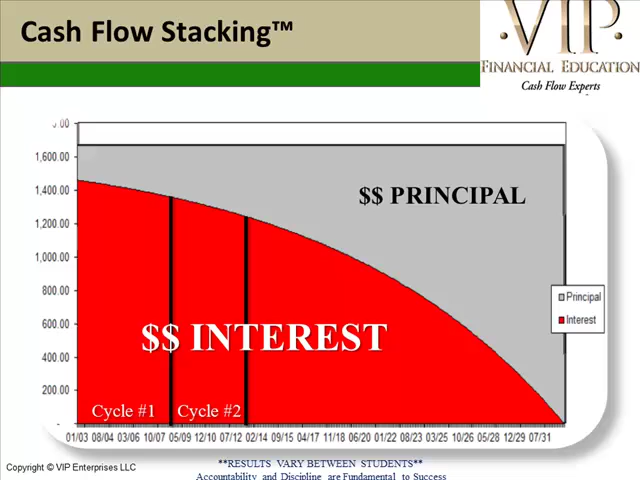 Cash Flow Stacking™
VIP
FINANCIAL EDUCATION
Cash Flow Experts
1,600.00
1,400.00
1,200.00
1,000.00
800.00
600.00
400.00
200.00
$$ PRINCIPAL
$$ INTEREST
Principal
Interest
Cycle #1 Cycle #2
01/03 08/04 03/06 10/07 05/09 12/10 07/12 02/14 09/15 04/17 11/18 06/20 01/22 08/23 03/25 10/26 05/28 12/29 07/31
Copyright © VIP Enterprises LLC
**RESULTS VARY BETWEEN STUDENTS**
Accountability and Discipline are Fundamental to Success